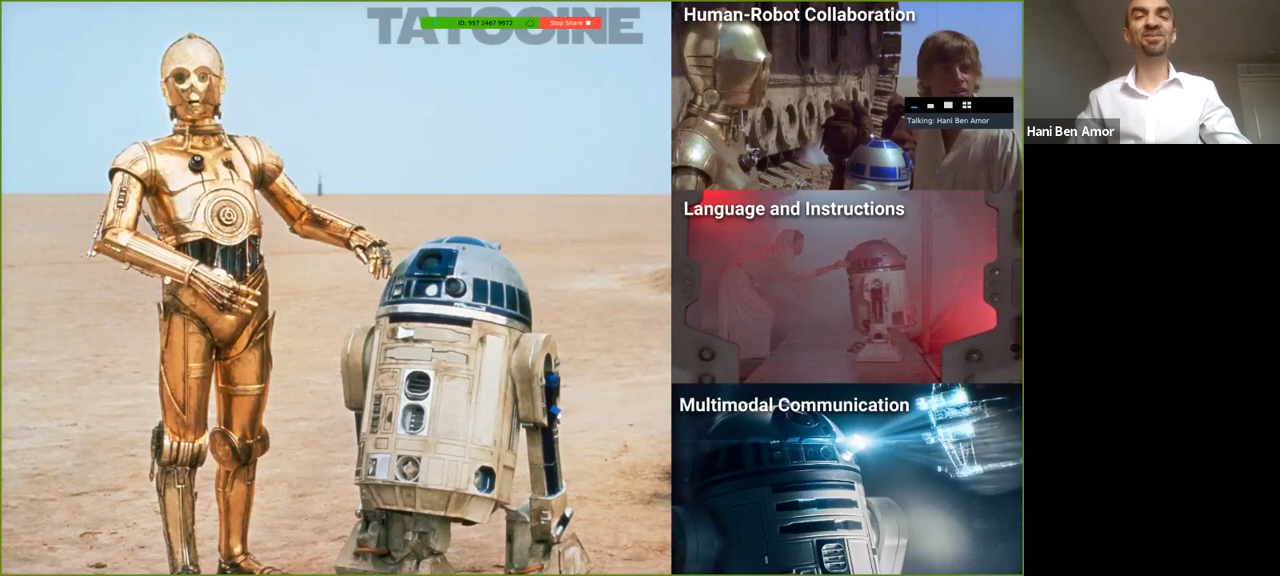 TATOOINE
ID: 957 2467 9972
Stop Share
Human-Robot Collaboration
Talking: Hani Ben Amor
Language and Instructions
Multimodal Communication
Hani Ben Amor